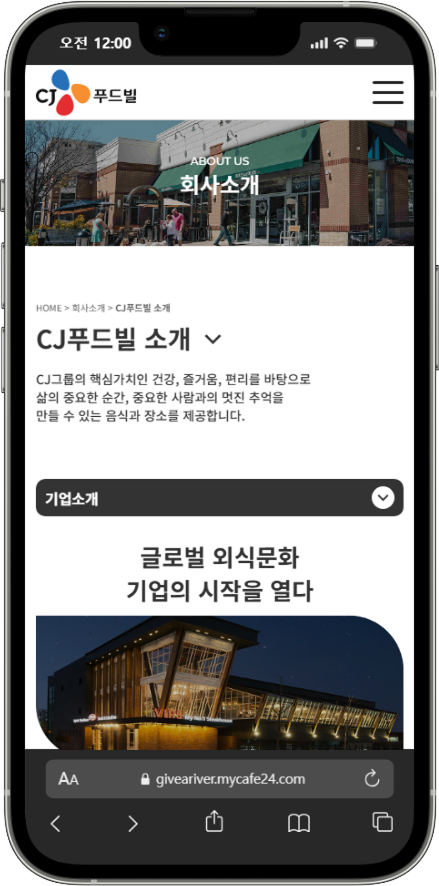 오전 12:00
CJ 푸드빌
ABOUT US
회사소개
HOME > 회사소개 > CJ푸드빌 소개
CJ푸드빌 소개
CJ그룹의 핵심가치인 건강, 즐거움, 편리를 바탕으로
삶의 중요한 순간, 중요한 사람과의 멋진 추억을
만들 수 있는 음식과 장소를 제공합니다.
기업소개
글로벌 외식문화
기업의 시작을 열다
AA
giveariver.mycafe24.com